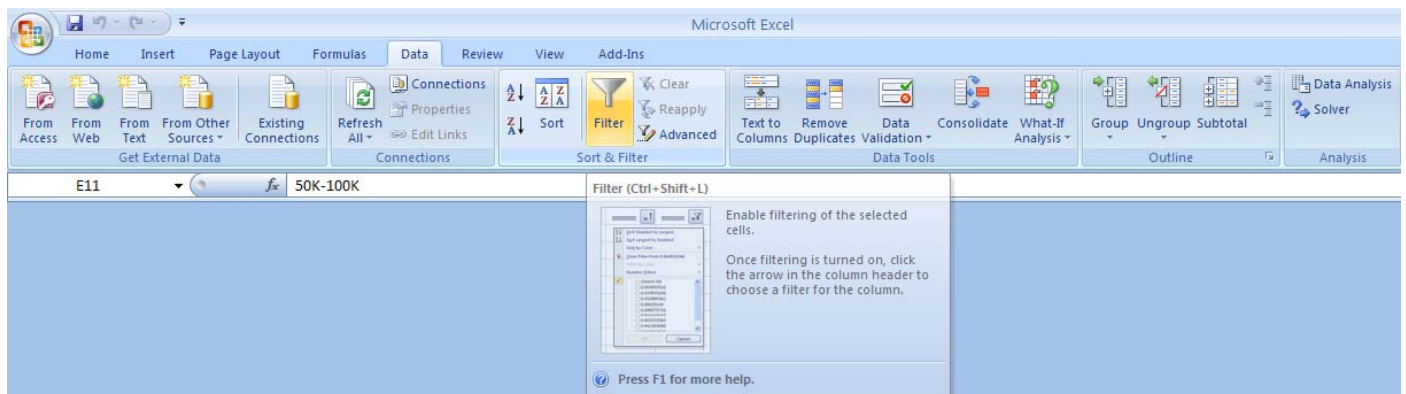 Microsoft Excel
Home Insert Page Layout Formulas Data Review View Add-Ins
From Access
From Web
From Text
From Other Sources
Existing Connections
Get External Data
Refresh All
Connections
Properties
Edit Links
Connections
Sort
Filter
Clear
Reapply
Advanced
Sort & Filter
Text to Columns
Remove Duplicates
Data Validation
Consolidate
What-If Analysis
Data Tools
Group
Ungroup
Subtotal
Outline
Data Analysis
Solver
Analysis
E11 fx 50K-100K
Filter (Ctrl+Shift+L)
Enable filtering of the selected
cells.
Once filtering is turned on, click
the arrow in the column header to
choose a filter for the column.
Press F1 for more help.